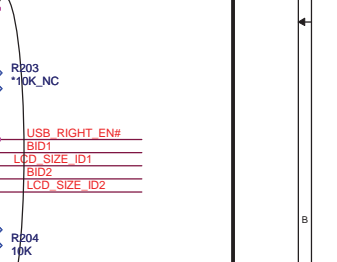 R203
*10K_NC
USB_RIGHT_EN#
BID1
LCD_SIZE_ID1
BID2
LCD_SIZE_ID2
B
R204
10K